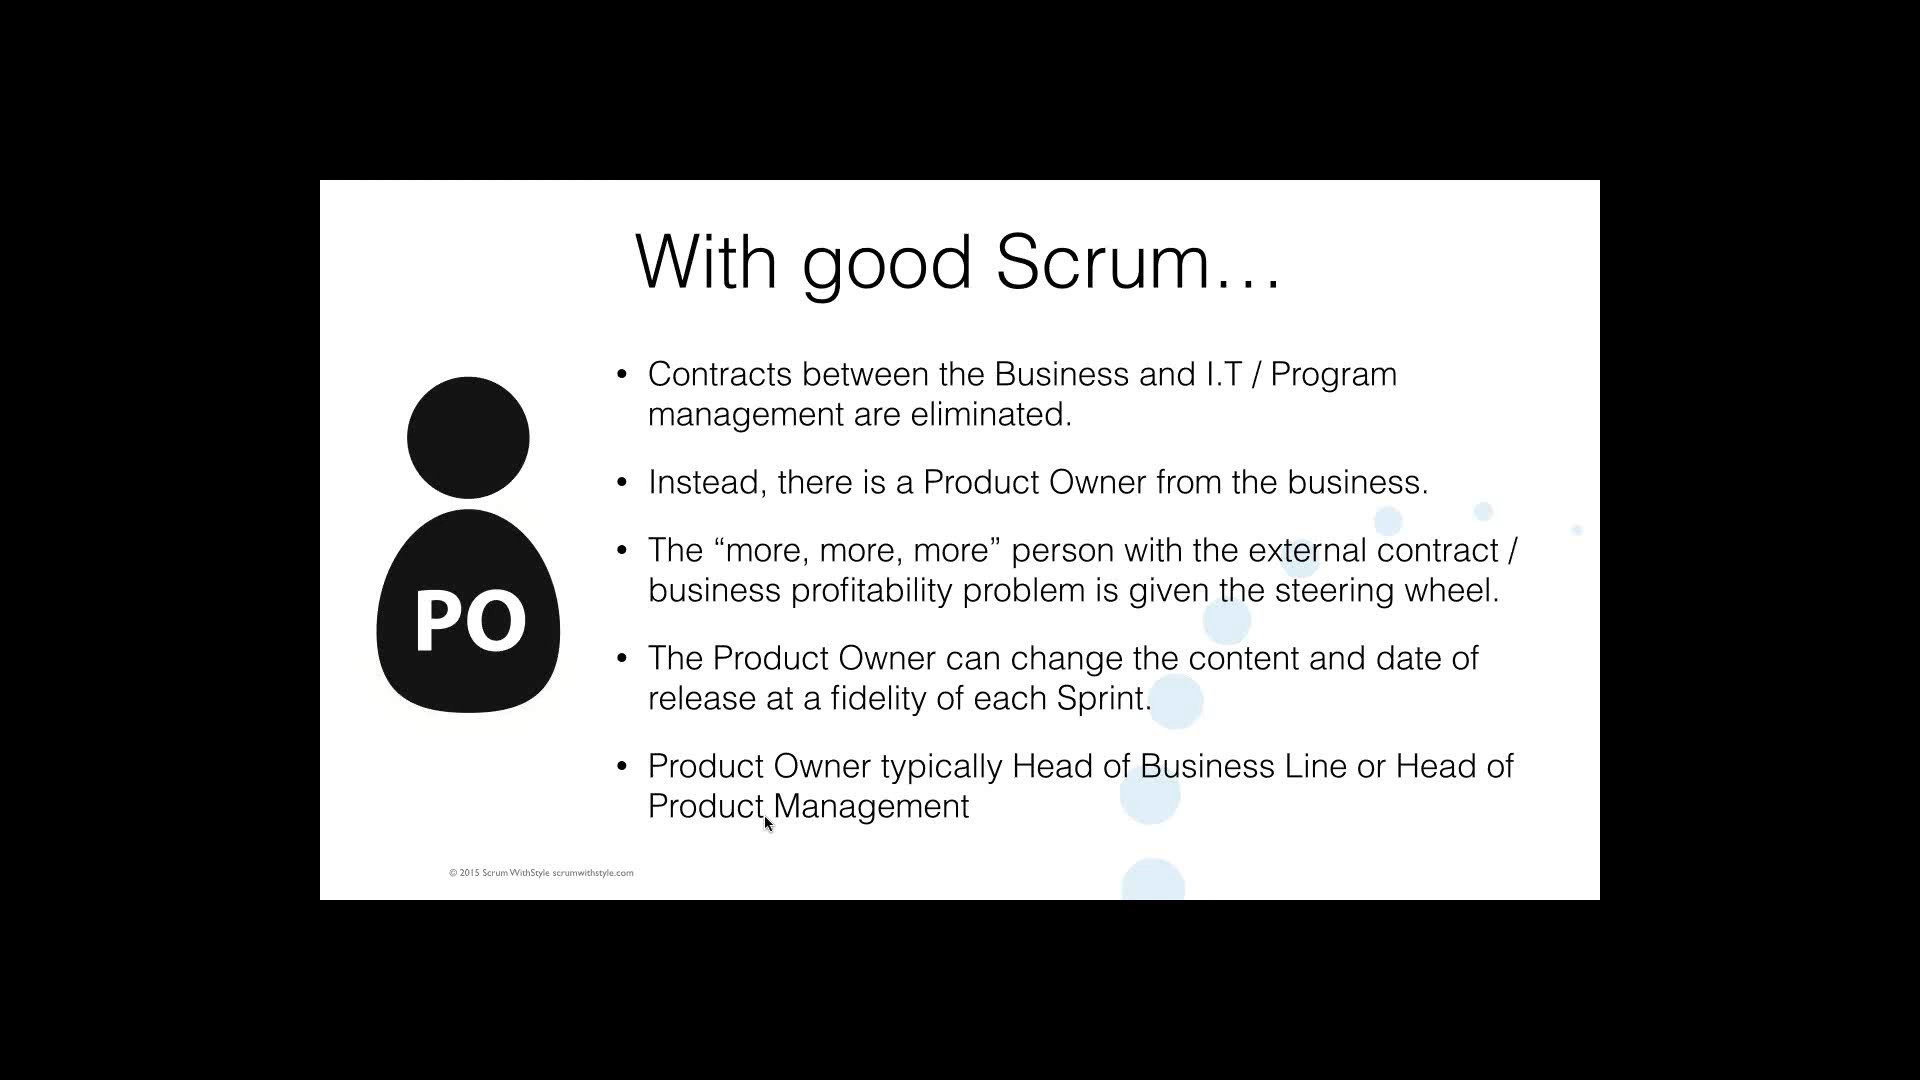 With good Scrum…
• Contracts between the Business and I.T / Program
management are eliminated.
• Instead, there is a Product Owner from the business.
• The “more, more, more” person with the external contract /
business profitability problem is given the steering wheel.
• The Product Owner can change the content and date of
release at a fidelity of each Sprint.
• Product Owner typically Head of Business Line or Head of
Product Management
PO
© 2015 Scrum WithStyle scrumwithstyle.com